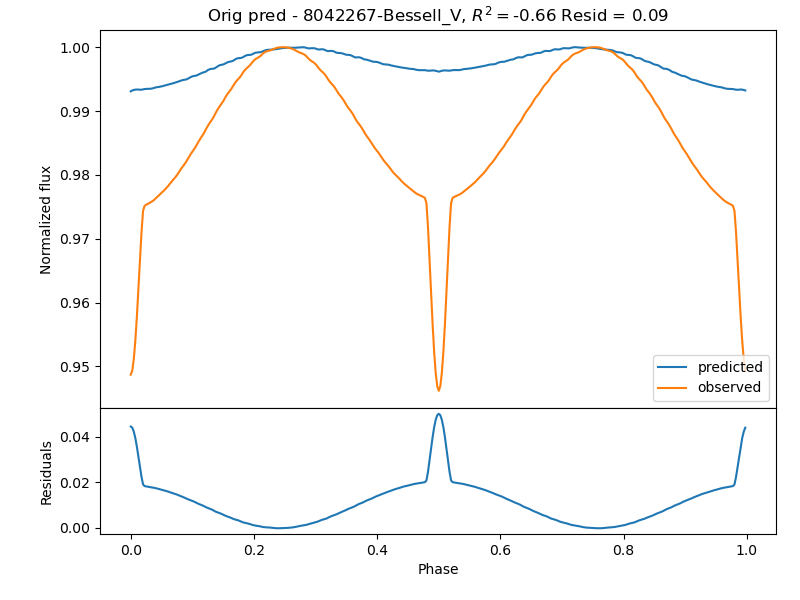 Orig pred - 8042267-Bessell_V, R² = -0.66 Resid = 0.09
1.00
0.99
0.98
0.97
0.96
0.95
Normalized flux
predicted
observed
0.04
0.02
0.00
Residuals
0.0 0.2 0.4 0.6 0.8 1.0
Phase